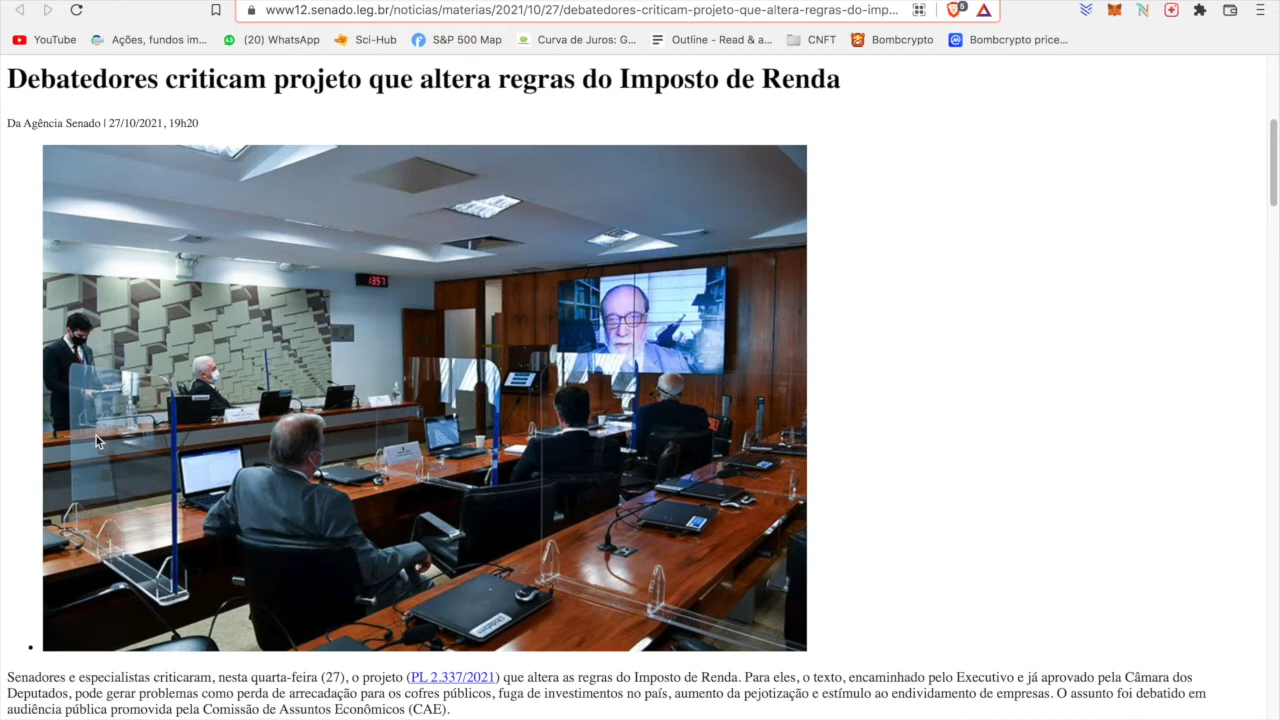 www12.senado.leg.br/noticias/materias/2021/10/27/debatedores-criticam-projeto-que-altera-regras-do-imp...
5
YouTube
Ações, fundos im...
(20) WhatsApp
Sci-Hub
S&P 500 Map
Curva de Juros: G...
Outline - Read & a...
CNFT
Bombcrypto
Bombcrypto price...
Debatedores criticam projeto que altera regras do Imposto de Renda
Da Agência Senado | 27/10/2021, 19h20
1357
Senadores e especialistas criticaram, nesta quarta-feira (27), o projeto (PL 2.337/2021) que altera as regras do Imposto de Renda. Para eles, o texto, encaminhado pelo Executivo e já aprovado pela Câmara dos
Deputados, pode gerar problemas como perda de arrecadação para os cofres públicos, fuga de investimentos no país, aumento da pejotização e estímulo ao endividamento de empresas. O assunto foi debatido em
audiência pública promovida pela Comissão de Assuntos Econômicos (CAE).